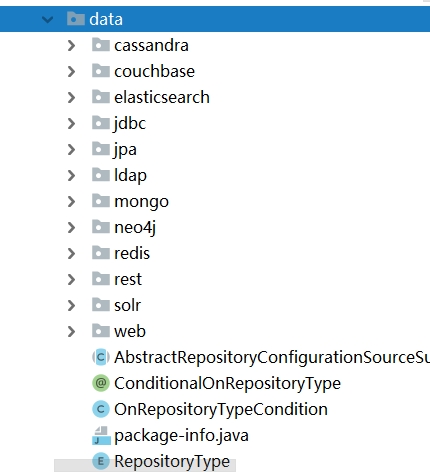 data
cassandra
couchbase
elasticsearch
jdbc
jpa
ldap
mongo
neo4j
redis
rest
solr
web
AbstractRepositoryConfigurationSourceSu
ConditionalOnRepositoryType
OnRepositoryTypeCondition
package-info.java
RepositoryType